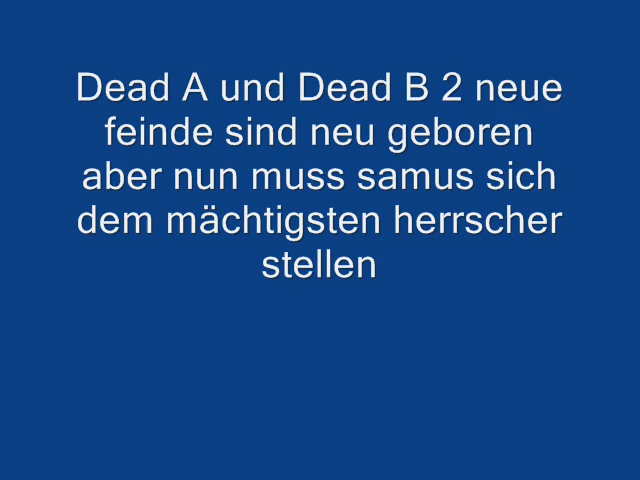 Dead A und Dead B 2 neue
feinde sind neu geboren
aber nun muss samus sich
dem mächtigsten herrscher
stellen